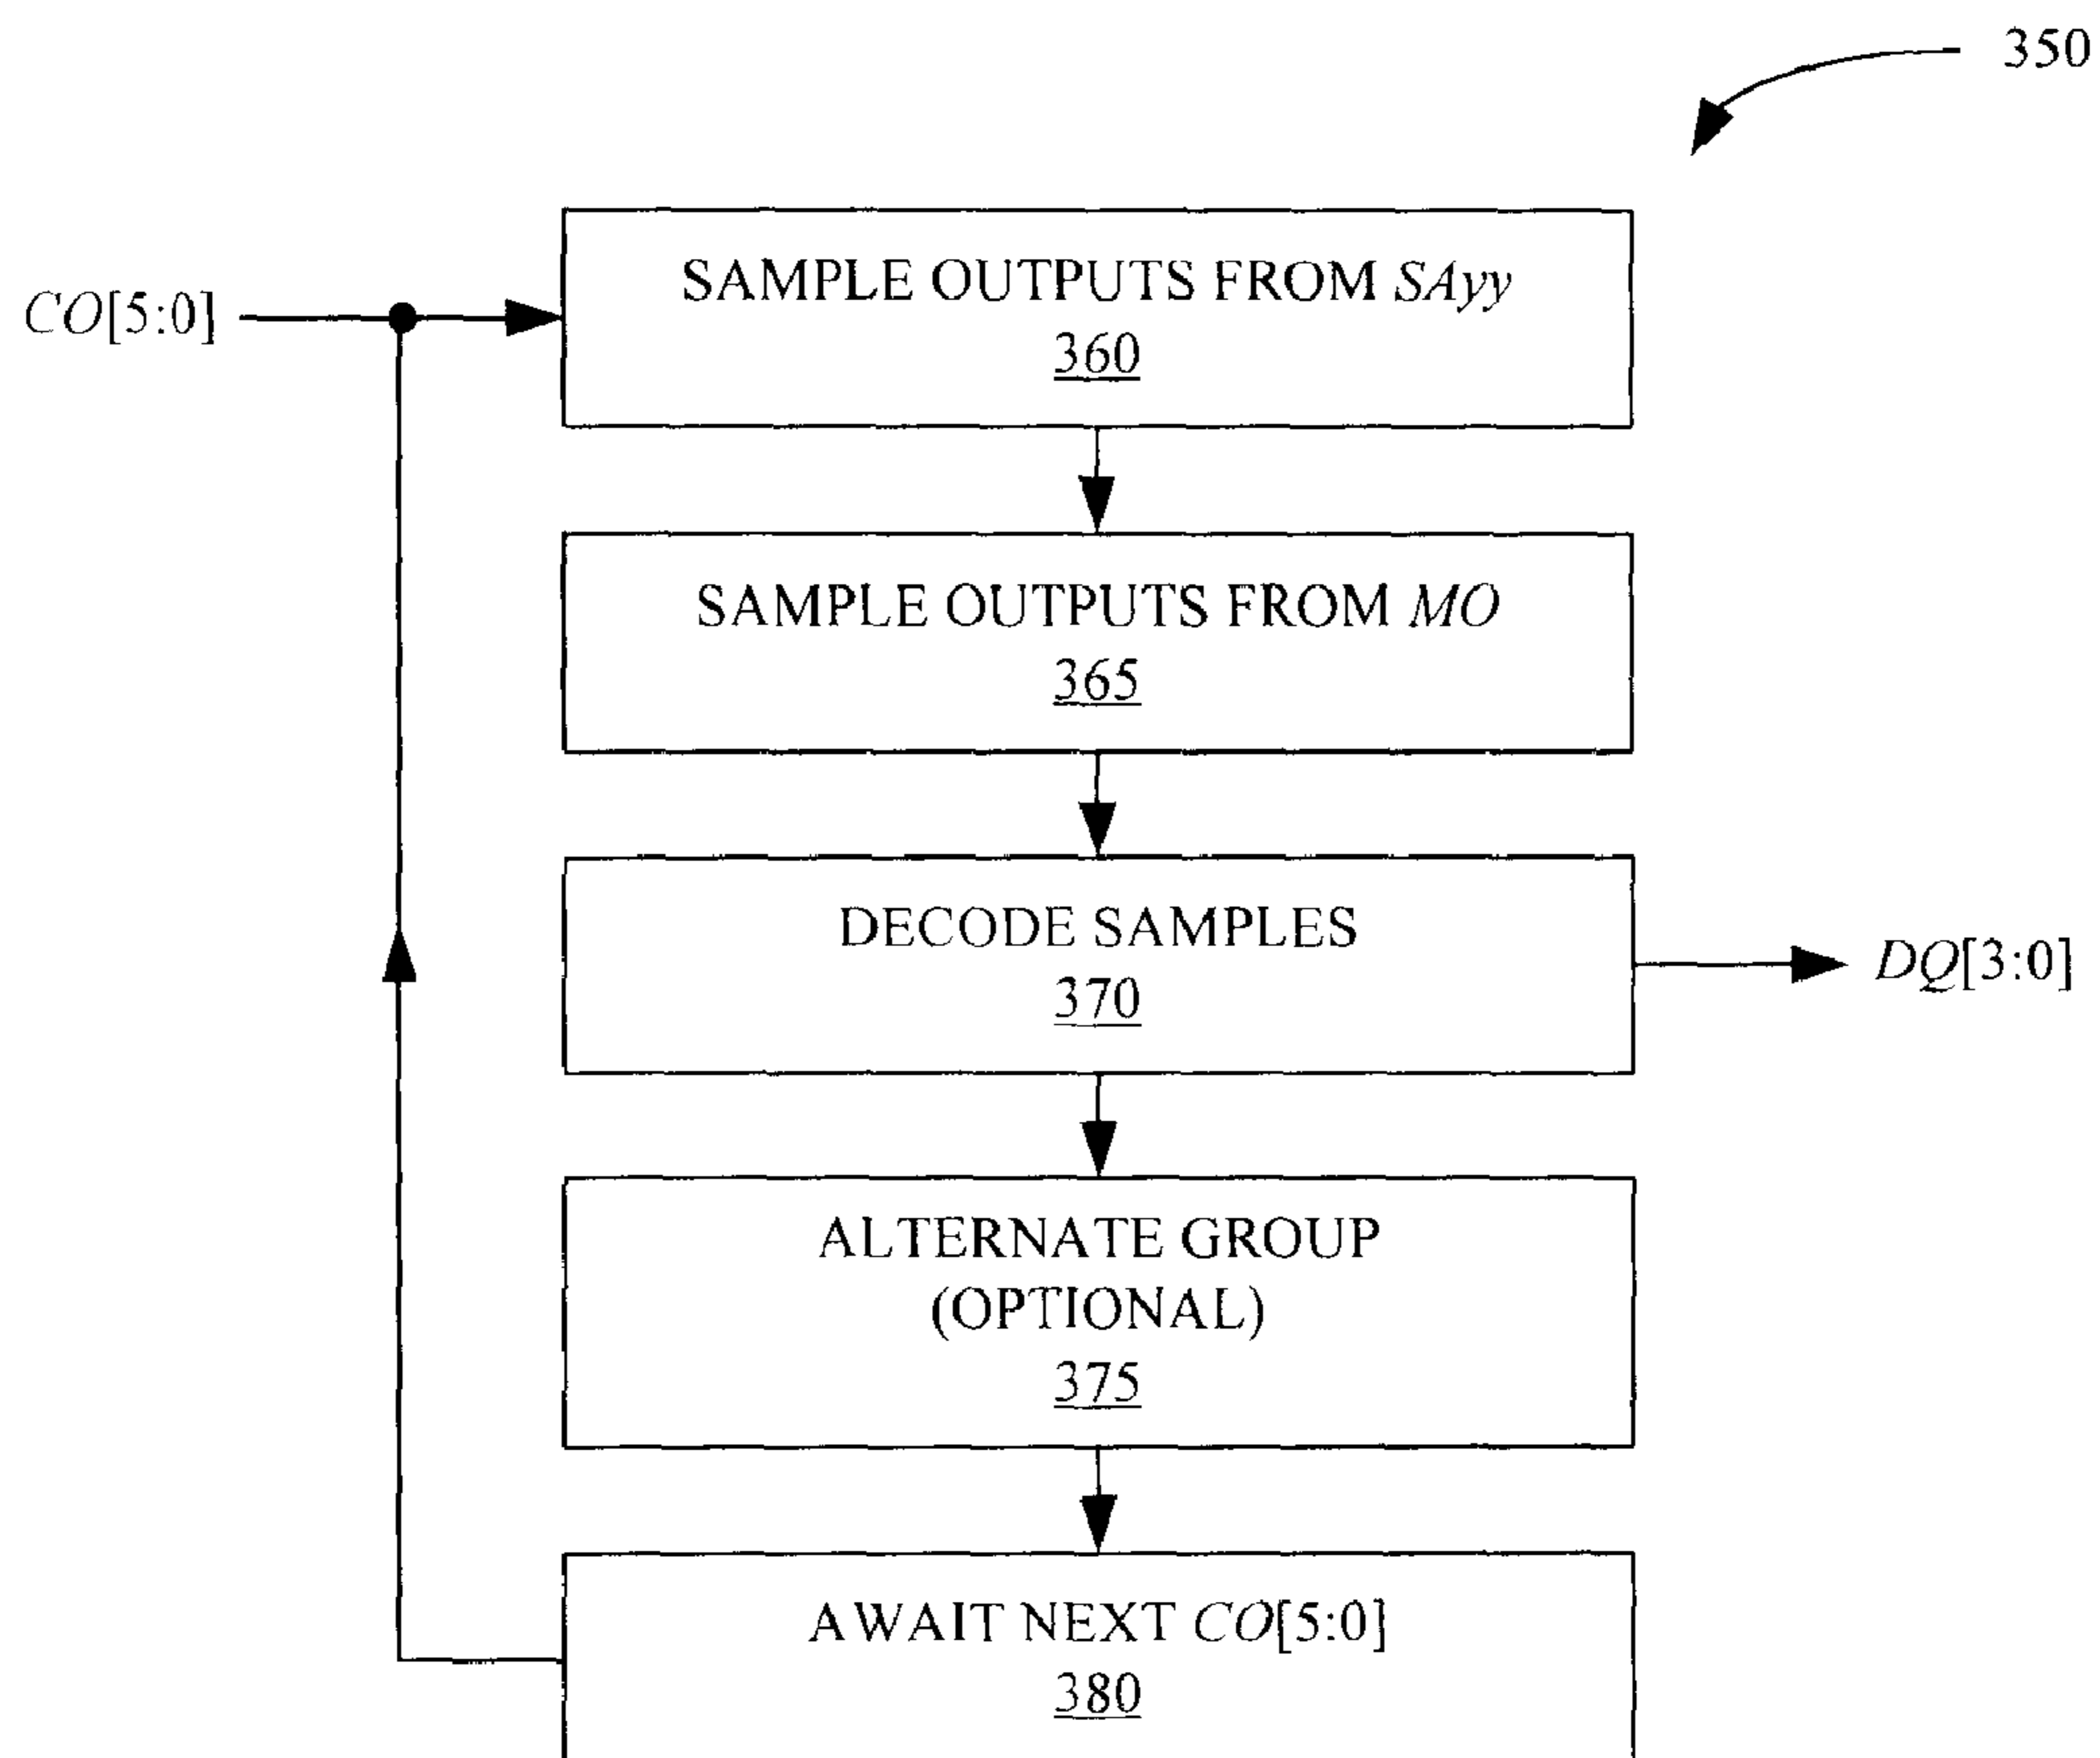 350
SAMPLE OUTPUTS FROM SAyy
360
CO[5:0]
SAMPLE OUTPUTS FROM MO
365
DECODE SAMPLES
370
DQ[3:0]
ALTERNATE GROUP
(OPTIONAL)
375
AWAIT NEXT CO[5:0]
380